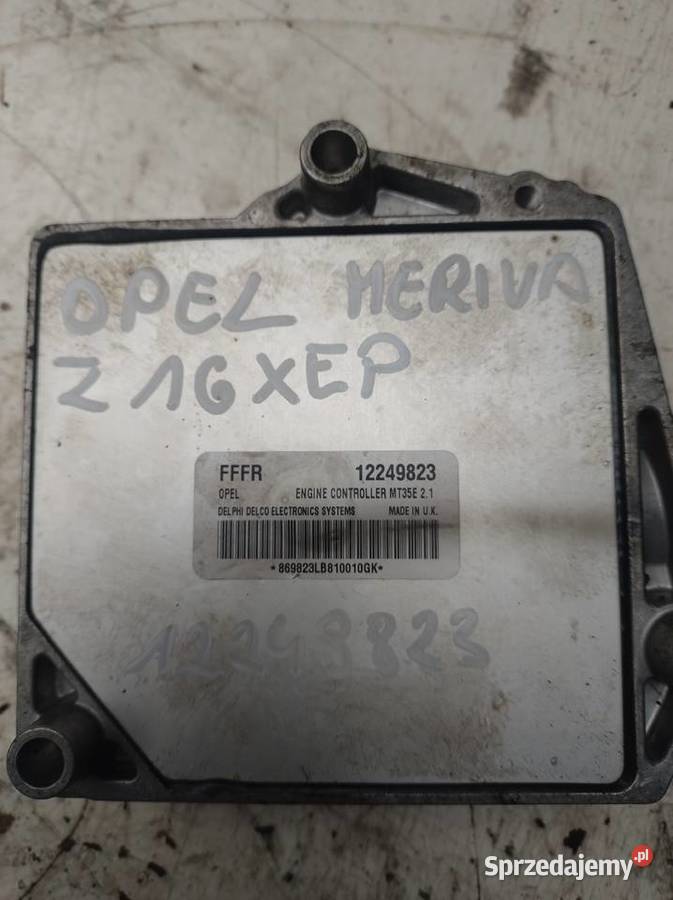 OPEL MERIVA
Z16XEP
FFFR 12249823
OPEL ENGINE CONTROLLER MT35E 2.1
DELPHI DELCO ELECTRONICS SYSTEMS MADE IN U.K.
*869823LB810010GK*
12249823
Sprzedajemy.pl